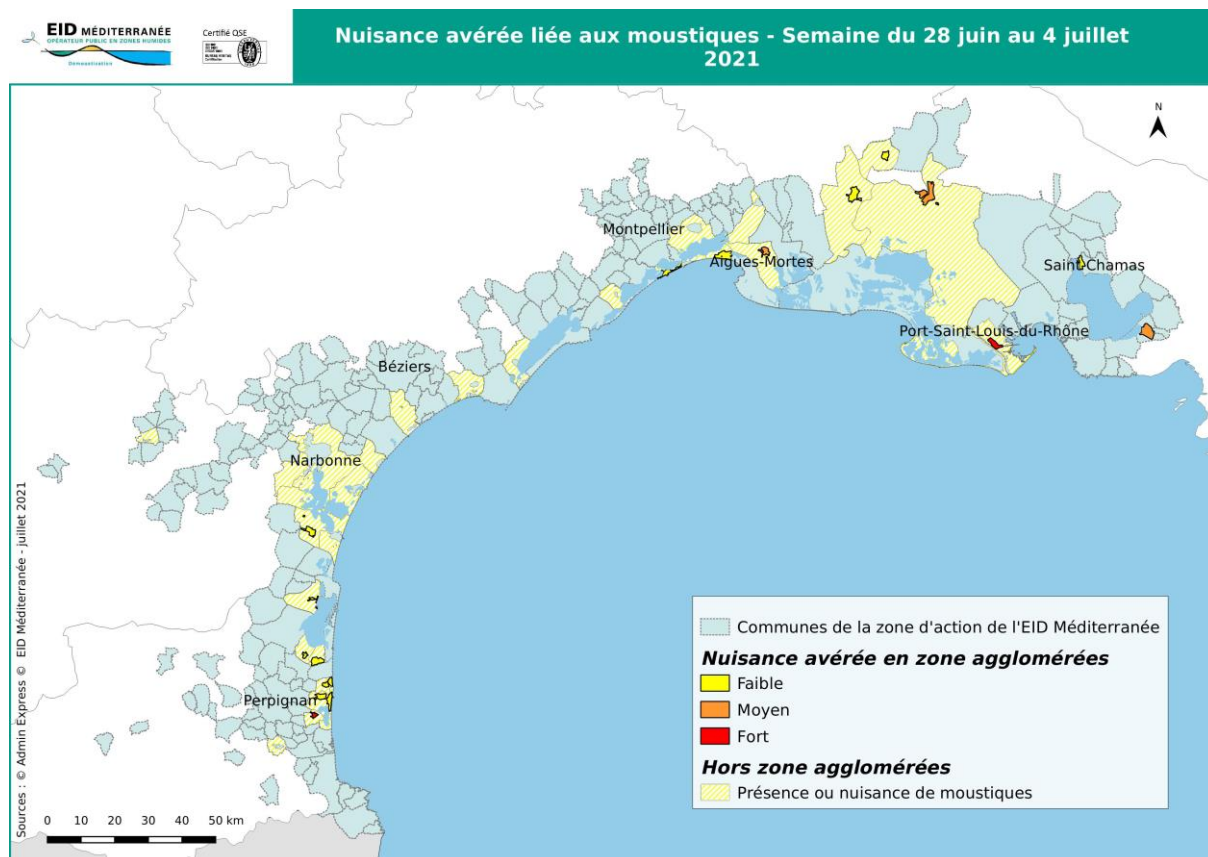 EID MÉDITERRANÉE
OPÉRATEUR PUBLIC EN ZONES HUMIDES
Démoustication
Certifié QSE
Nuisance avérée liée aux moustiques - Semaine du 28 juin au 4 juillet
2021
N
Montpellier
Aigues-Mortes
Saint-Chamas
Port-Saint-Louis-du-Rhône
Béziers
Narbonne
Perpignan
Communes de la zone d'action de l'EID Méditerranée
Nuisance avérée en zone agglomérées
Faible
Moyen
Fort
Hors zone agglomérées
Présence ou nuisance de moustiques
0 10 20 30 40 50 km
Sources : © Admin Express © EID Méditerranée - juillet 2021